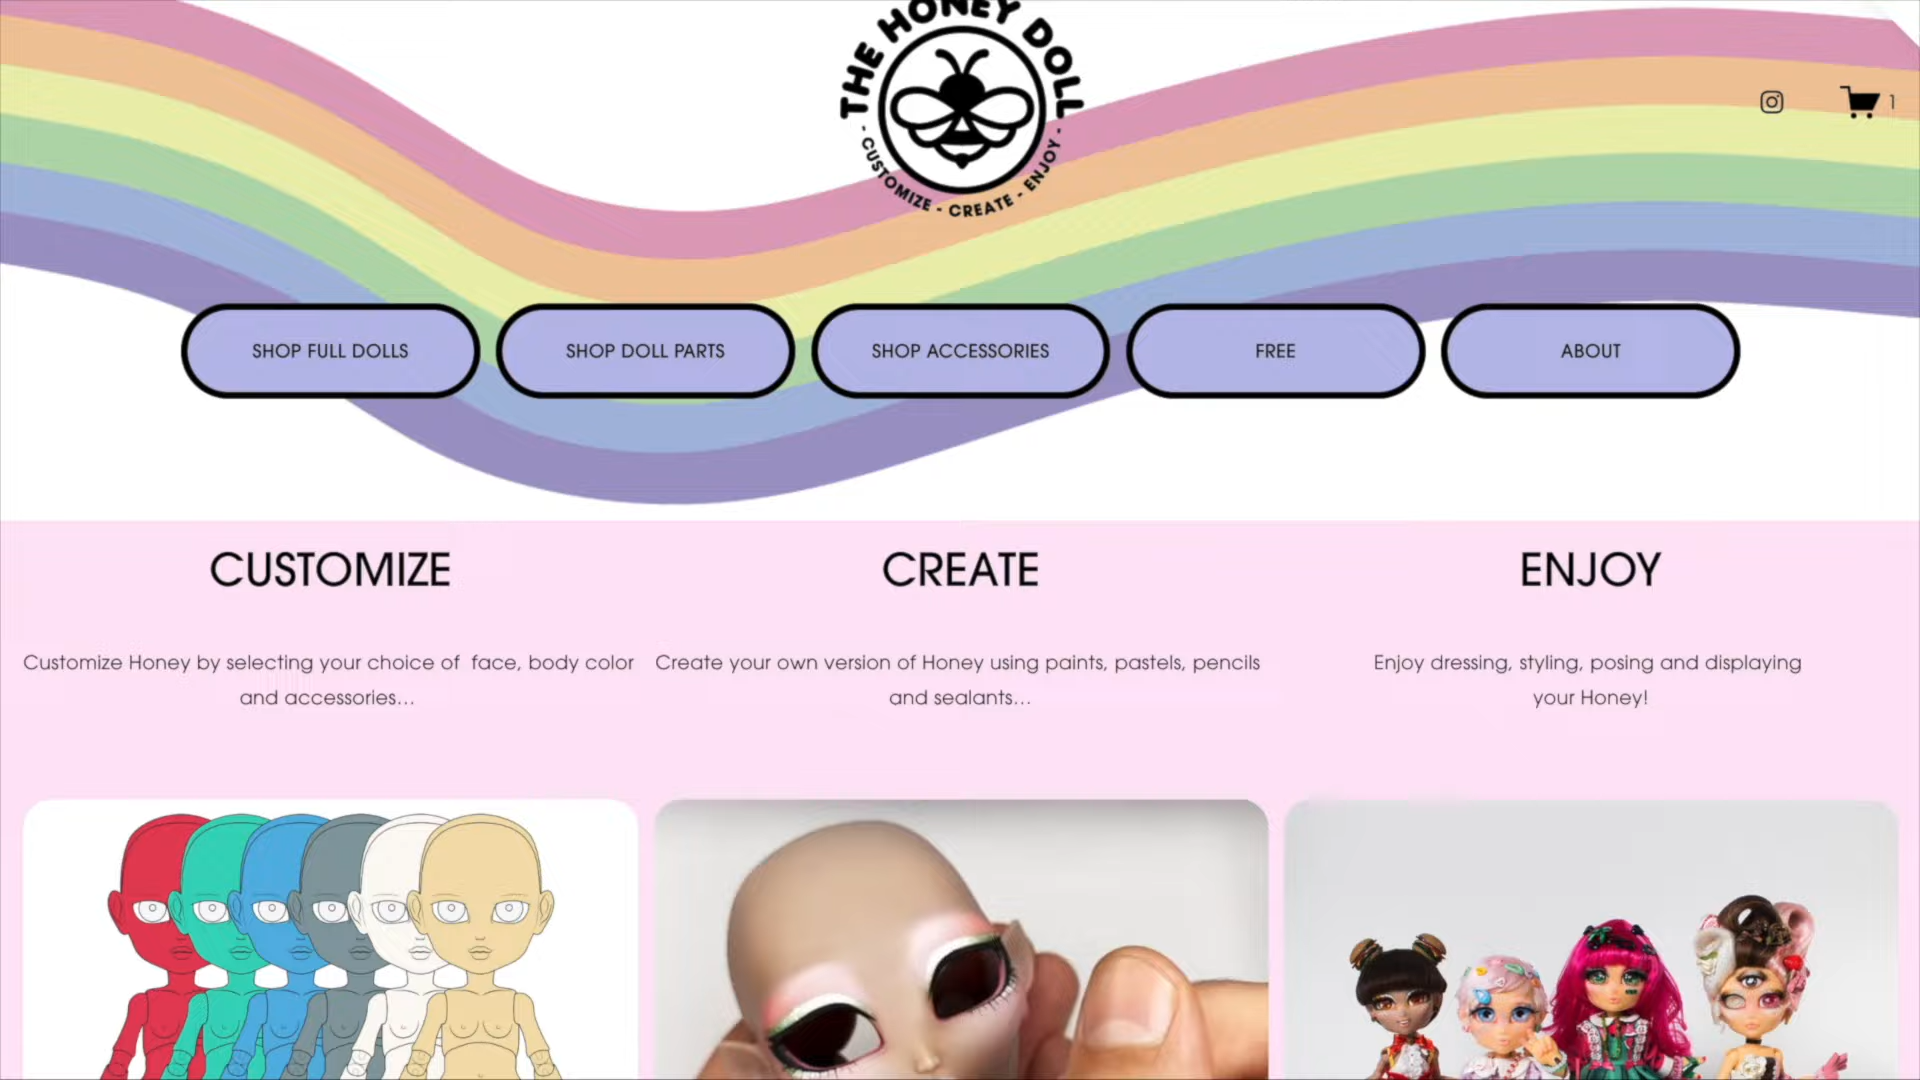 THE HONEY DOLL
- CUSTOMIZE - CREATE - ENJOY -
1
SHOP FULL DOLLS
SHOP DOLL PARTS
SHOP ACCESSORIES
FREE
ABOUT
CUSTOMIZE
Customize Honey by selecting your choice of face, body color
and accessories...
CREATE
Create your own version of Honey using paints, pastels, pencils
and sealants...
ENJOY
Enjoy dressing, styling, posing and displaying
your Honey!